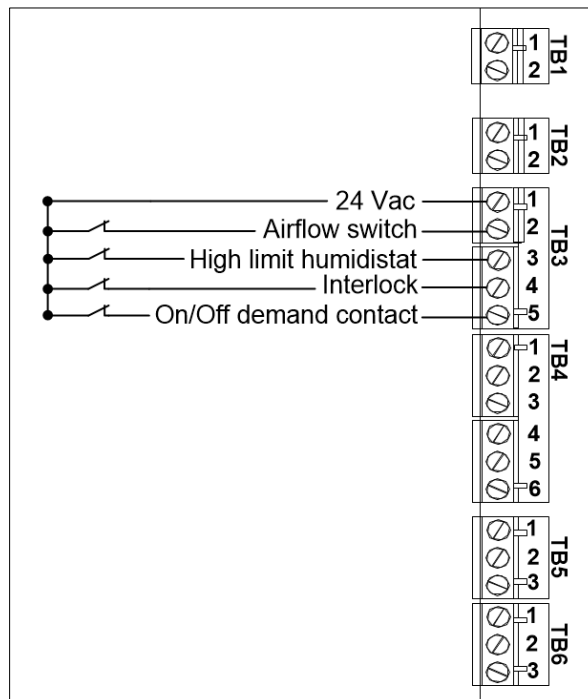 1
2
TB1
1
2
TB2
24 Vac 1
Airflow switch 2
High limit humidistat 3
Interlock 4
On/Off demand contact 5
TB3
1
2
3
4
5
6
TB4
1
2
3
TB5
1
2
3
TB6